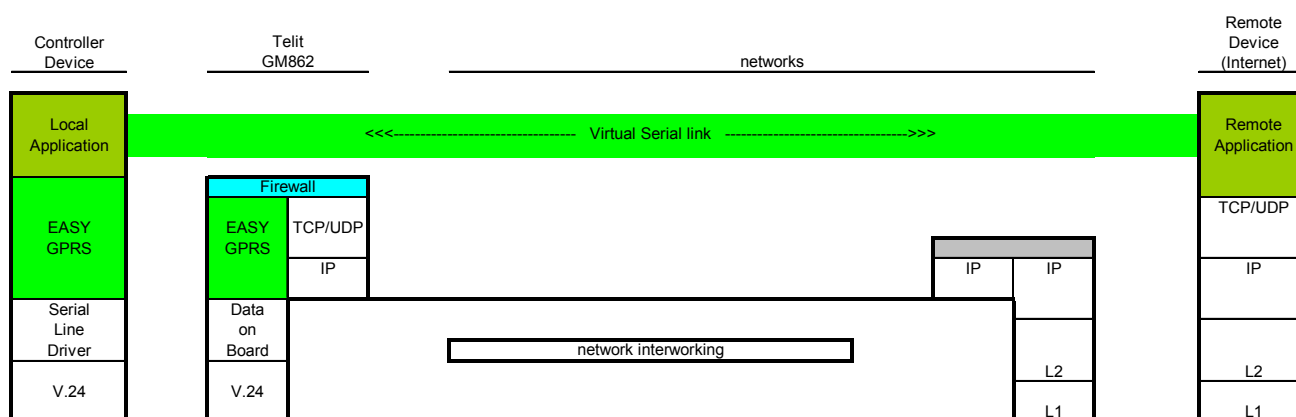 Controller
Device
Telit
GM862
networks
Remote
Device
(Internet)
Local
Application
<<<---------------------------------- Virtual Serial link ---------------------------------->>>
Remote
Application
Firewall
EASY
GPRS
EASY
GPRS
TCP/UDP
TCP/UDP
IP
IP
IP
IP
Serial
Line
Driver
Data
on
Board
network interworking
L2
L2
V.24
V.24
L1
L1